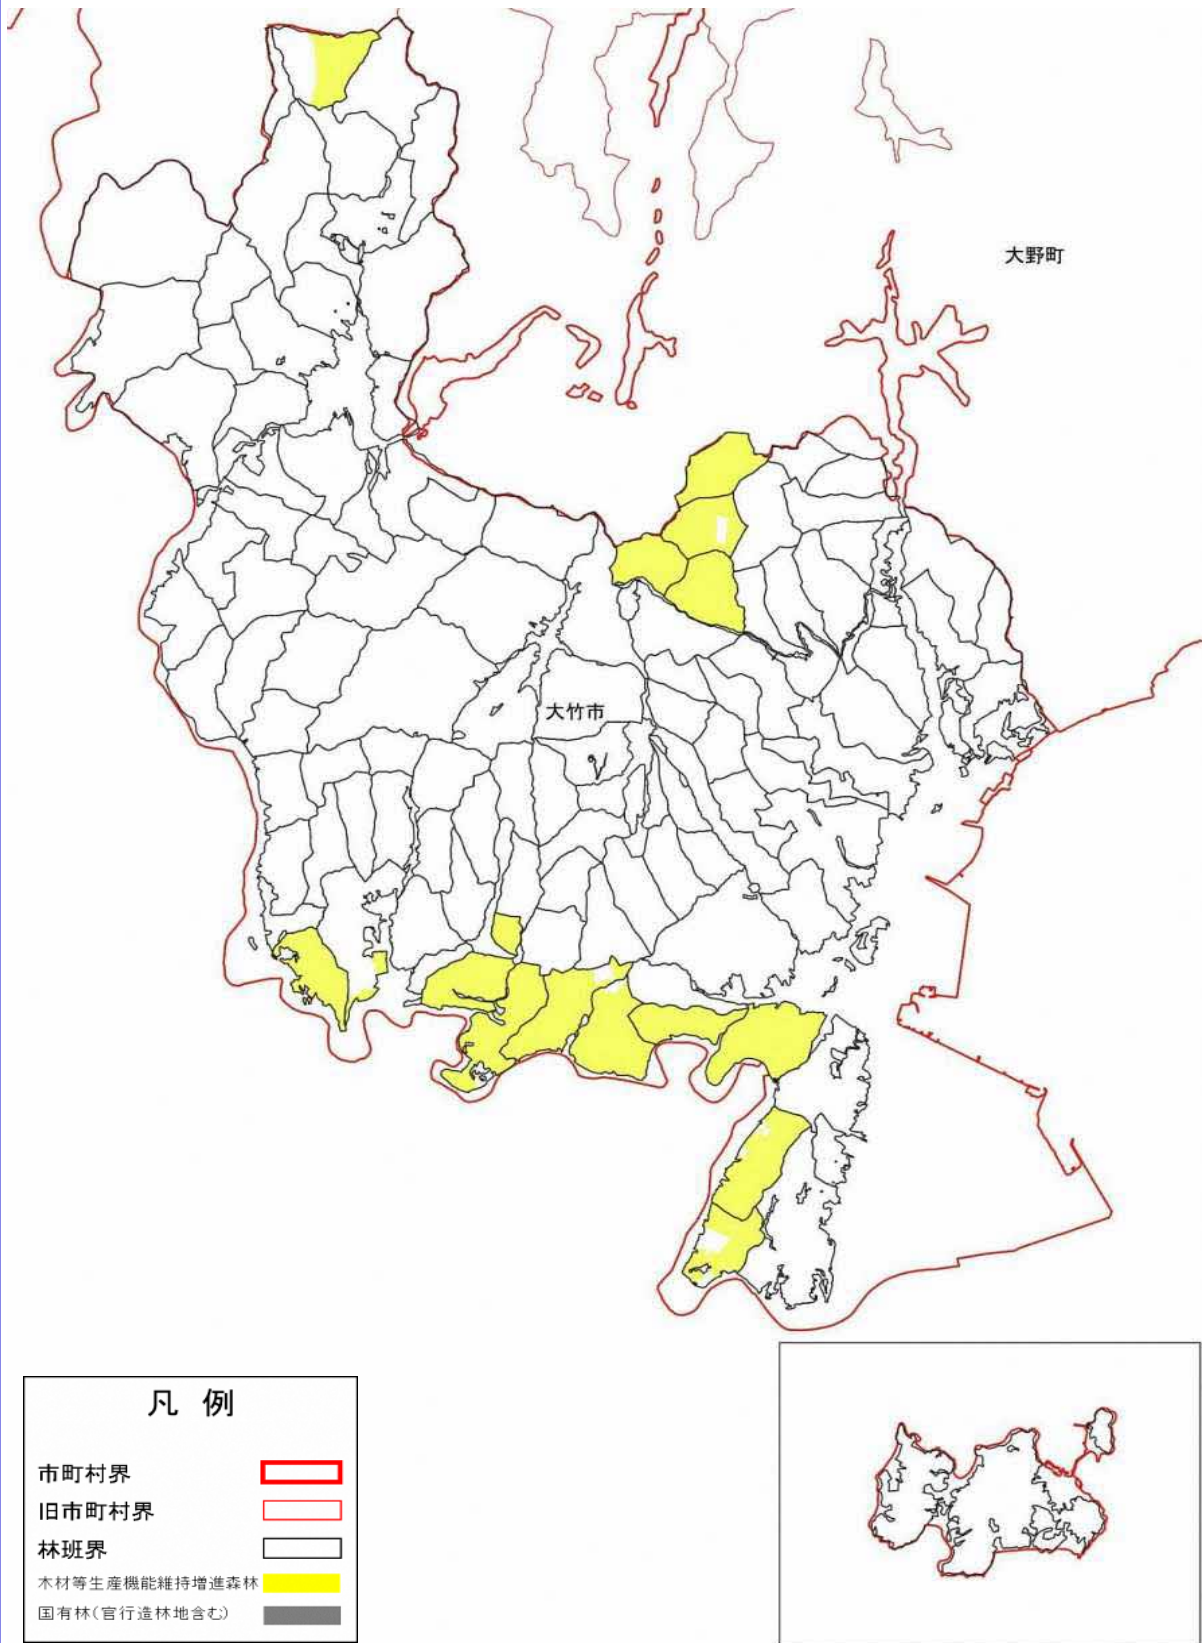 大野町
大竹市
凡 例
市町村界
旧市町村界
林班界
木材等生産機能維持増進森林
国有林(官行造林地含む)